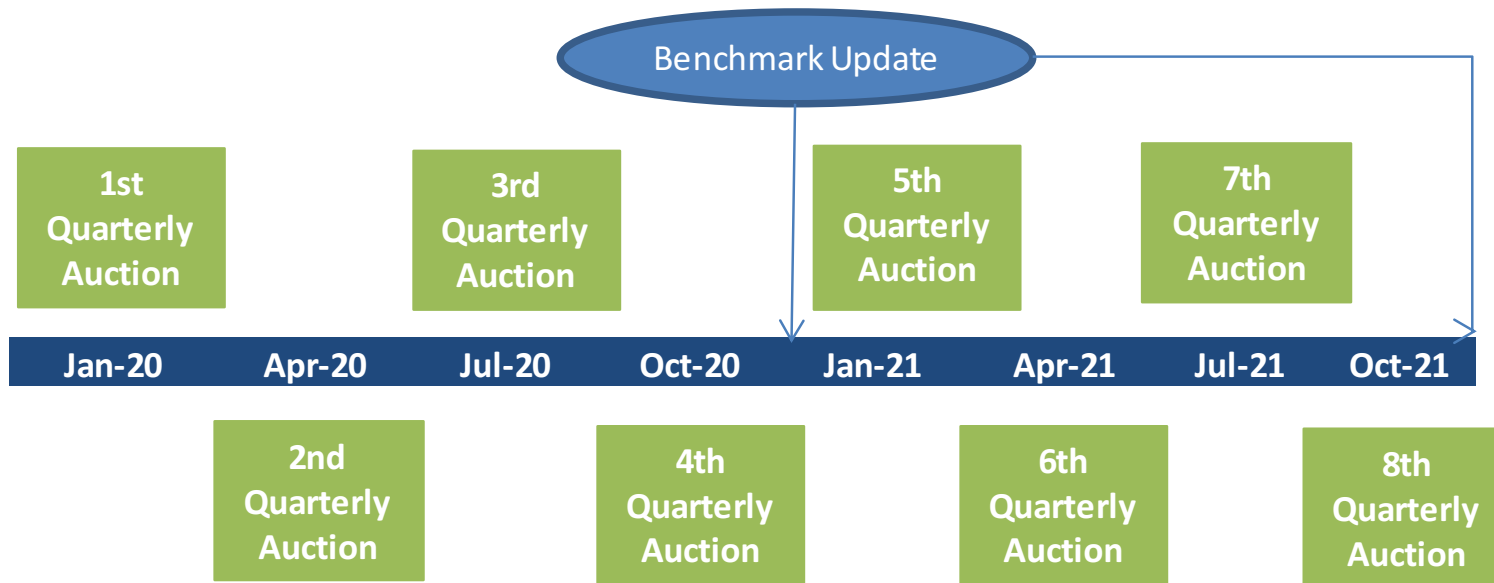 Benchmark Update
1st
Quarterly
Auction
3rd
Quarterly
Auction
5th
Quarterly
Auction
7th
Quarterly
Auction
Jan-20 Apr-20 Jul-20 Oct-20 Jan-21 Apr-21 Jul-21 Oct-21
2nd
Quarterly
Auction
4th
Quarterly
Auction
6th
Quarterly
Auction
8th
Quarterly
Auction